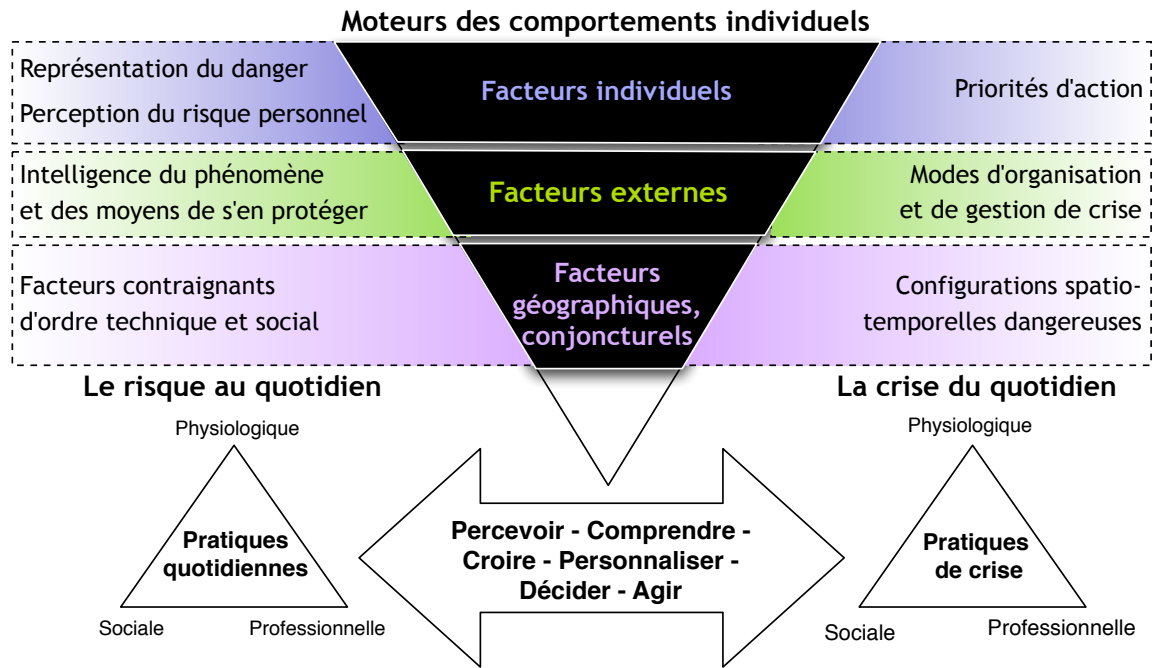 Moteurs des comportements individuels
Représentation du danger
Perception du risque personnel
Facteurs individuels
Priorités d'action
Intelligence du phénomène
et des moyens de s'en protéger
Facteurs externes
Modes d'organisation
et de gestion de crise
Facteurs contraignants
d'ordre technique et social
Facteurs
géographiques,
conjoncturels
Configurations spatio-
temporelles dangereuses
Le risque au quotidien
La crise du quotidien
Physiologique
Pratiques
quotidiennes
Sociale
Professionnelle
Percevoir - Comprendre -
Croire - Personnaliser -
Décider - Agir
Physiologique
Pratiques
de crise
Sociale
Professionnelle